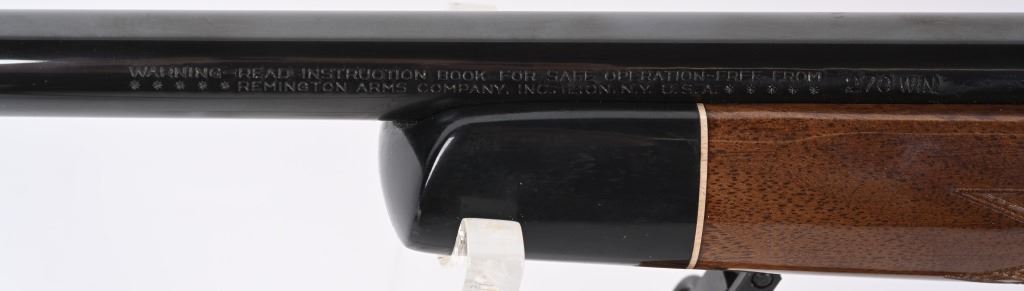 WARNING–READ INSTRUCTION BOOK FOR SAFE OPERATION–FREE FROM
*****REMINGTON ARMS COMPANY, INC. ILION, N.Y. U.S.A.***** 270 WIN